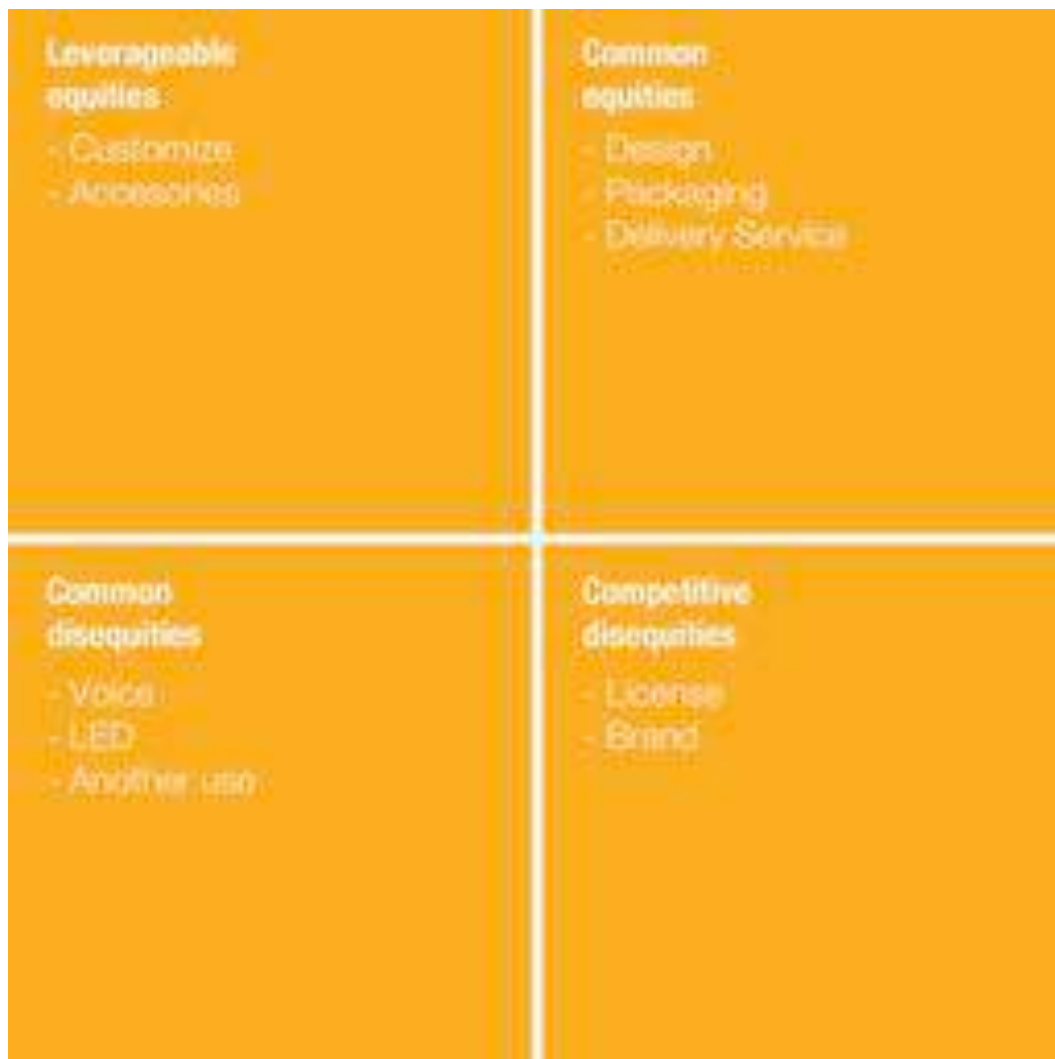 Leverageable
equities
- Customize
- Accesories
Common
equities
- Design
- Packaging
- Delivery Service
Common
disequities
- Voice
- LED
- Another use
Competitive
disequities
- License
- Brand